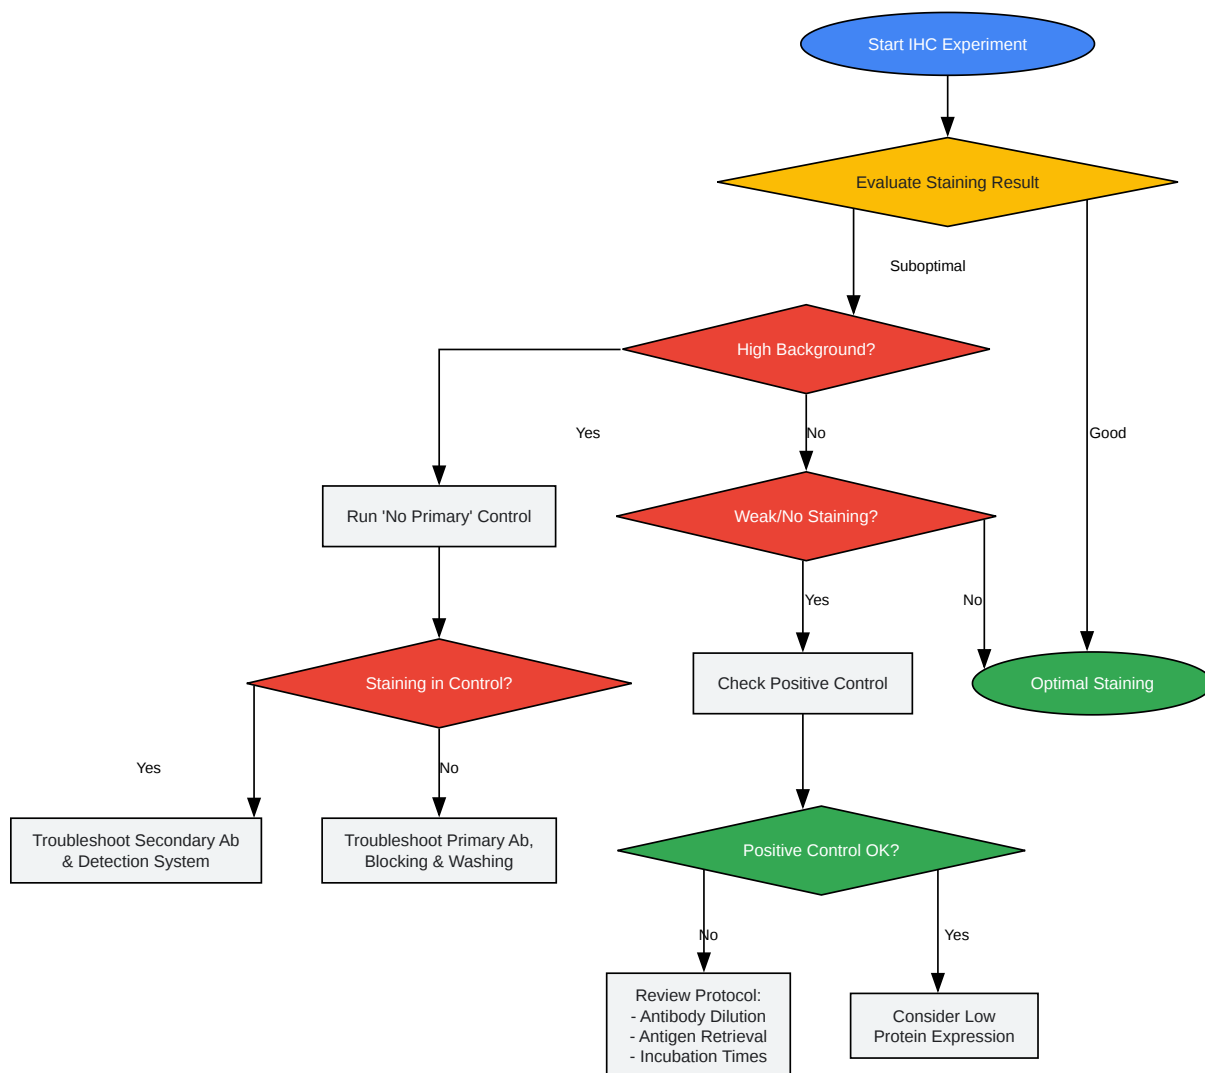 Start IHC Experiment
Evaluate Staining Result
Suboptimal
High Background?
Yes
No
Good
Run 'No Primary' Control
Weak/No Staining?
Yes
No
Staining in Control?
Check Positive Control
Optimal Staining
Yes
No
Troubleshoot Secondary Ab
& Detection System
Troubleshoot Primary Ab,
Blocking & Washing
Positive Control OK?
No
Yes
Review Protocol:
- Antibody Dilution
- Antigen Retrieval
- Incubation Times
Consider Low
Protein Expression